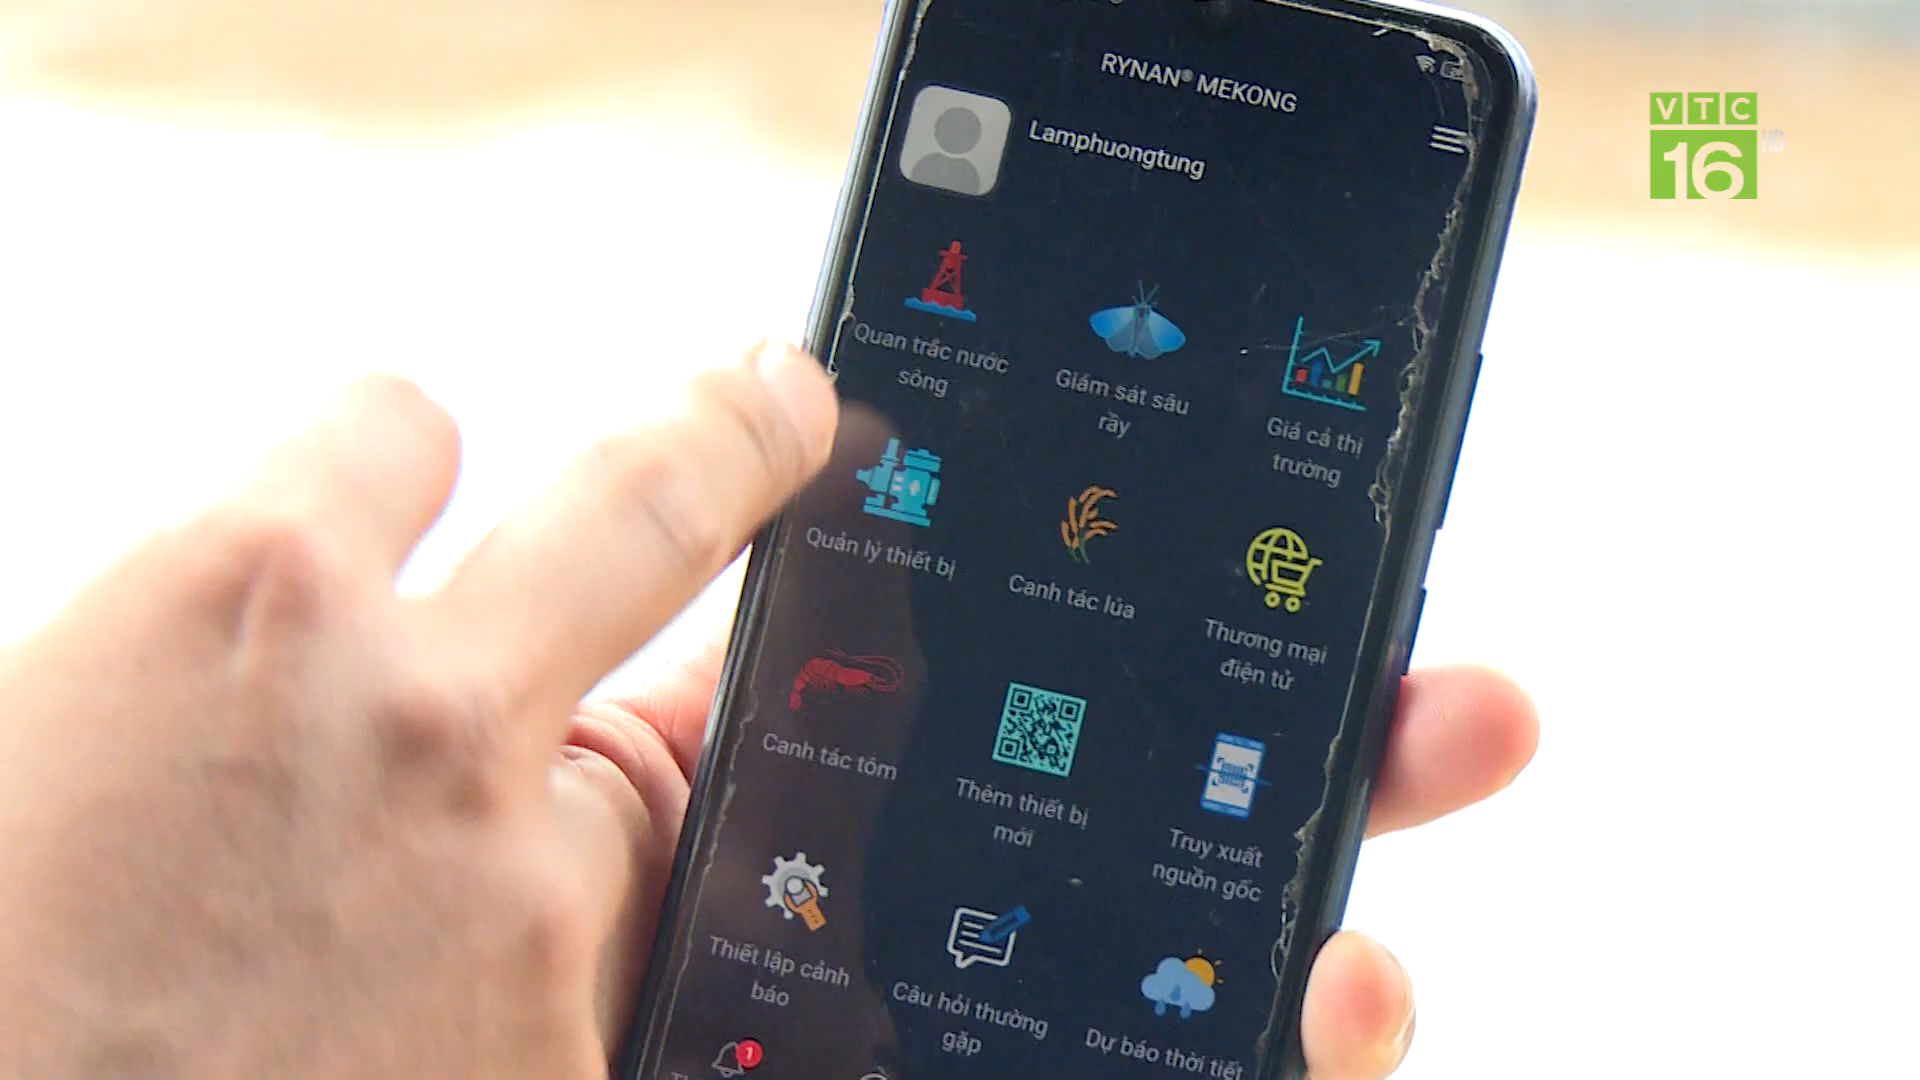 RYNAN® MEKONG
Lamphuongtung
VTC
16
HD
Quan trắc nước
sông
Giám sát sâu
rầy
Giá cả thị
trường
Quản lý thiết bị
Canh tác lúa
Thương mại
điện tử
Canh tác tôm
Thêm thiết bị
mới
Truy xuất
nguồn gốc
Thiết lập cảnh
báo
Câu hỏi thường
gặp
Dự báo thời tiết
1